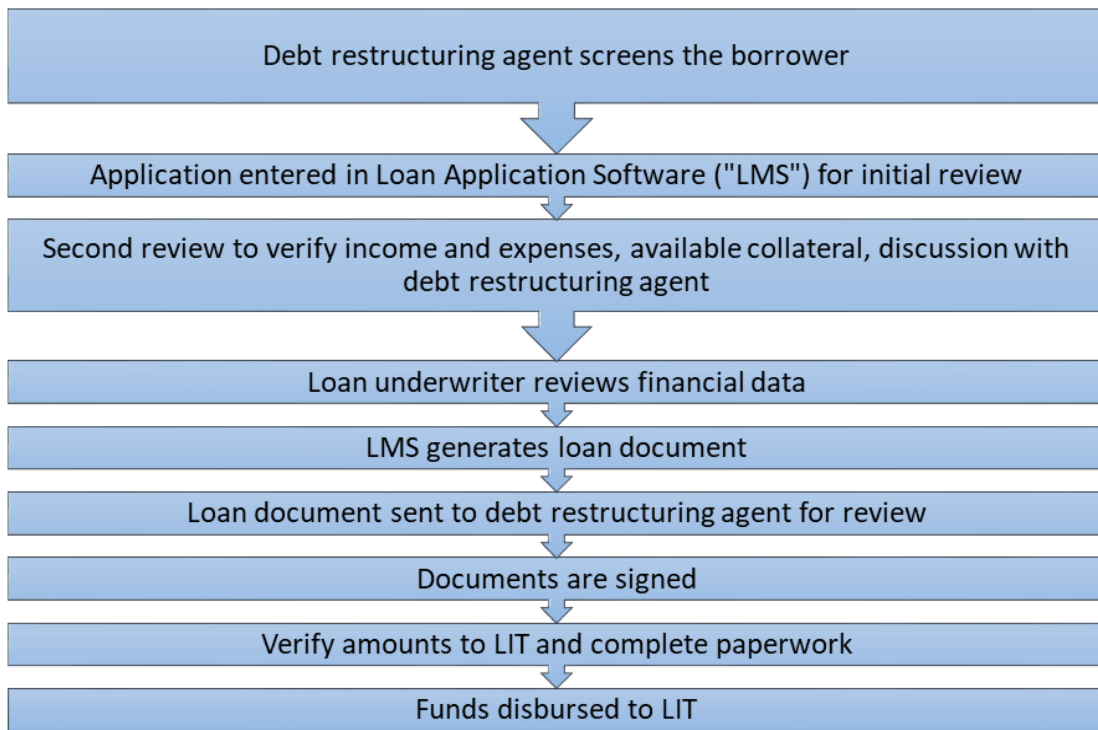 Debt restructuring agent screens the borrower
Application entered in Loan Application Software ("LMS") for initial review
Second review to verify income and expenses, available collateral, discussion with
debt restructuring agent
Loan underwriter reviews financial data
LMS generates loan document
Loan document sent to debt restructuring agent for review
Documents are signed
Verify amounts to LIT and complete paperwork
Funds disbursed to LIT